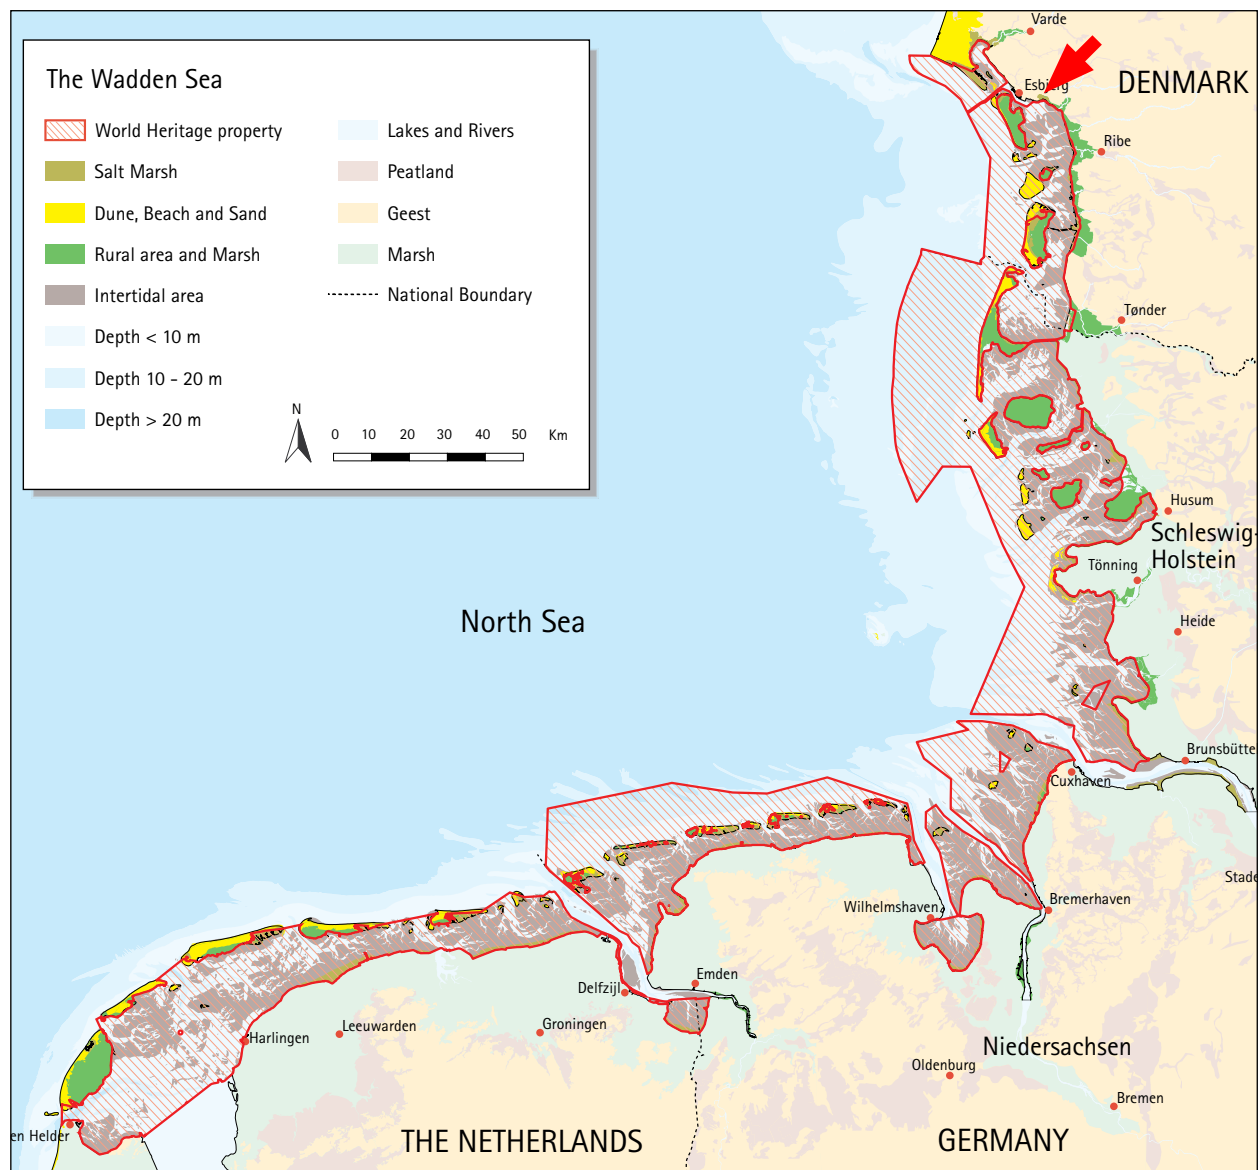 The Wadden Sea
World Heritage property
Salt Marsh
Dune, Beach and Sand
Rural area and Marsh
Intertidal area
Depth < 10 m
Depth 10 - 20 m
Depth > 20 m
Lakes and Rivers
Peatland
Geest
Marsh
National Boundary
N
0 10 20 30 40 50 Km
Varde
DENMARK
Esbjerg
Ribe
Tønder
Husum
Schleswig-
Holstein
Tönning
North Sea
Heide
Brunsbütte
Cuxhaven
Stade
Wilhelmshaven
Bremerhaven
Emden
Delfzijl
Groningen
Leeuwarden
Harlingen
Niedersachsen
Oldenburg
Bremen
en Helder
THE NETHERLANDS
GERMANY